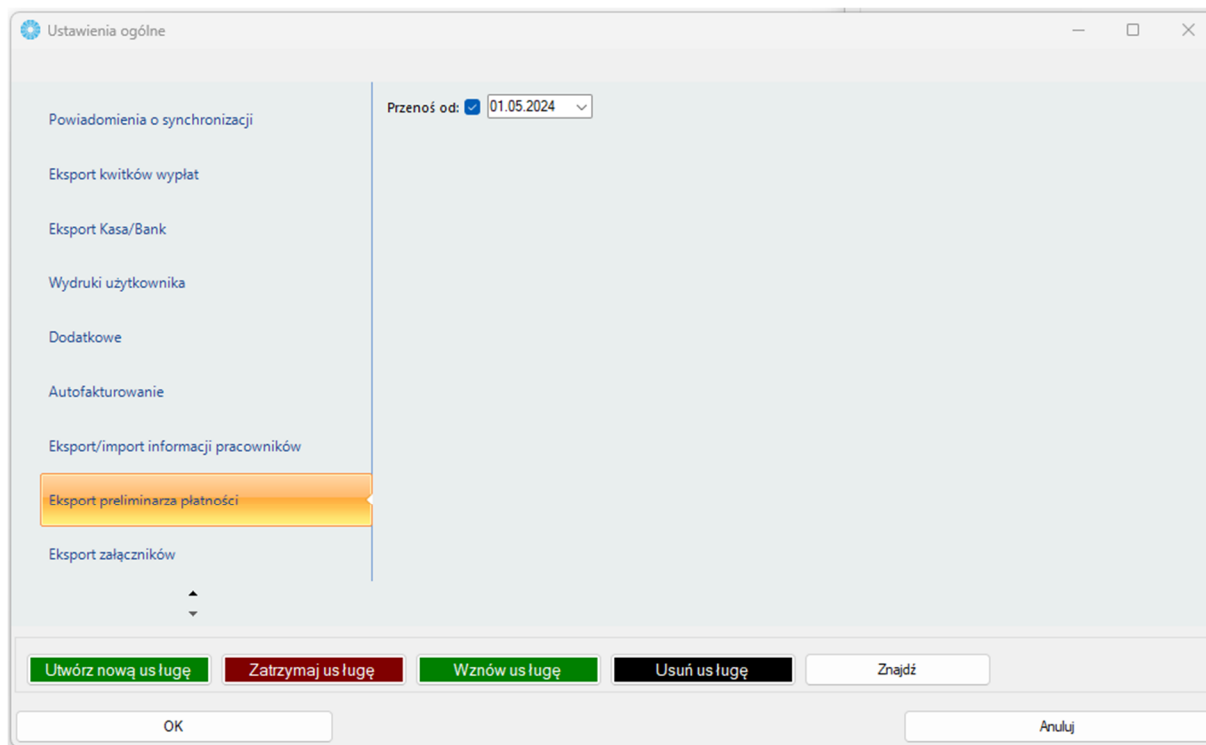 Ustawienia ogólne
Powiadomienia o synchronizacji
Eksport kwitków wypłat
Eksport Kasa/Bank
Wydruki użytkownika
Dodatkowe
Autofakturowanie
Eksport/import informacji pracowników
Eksport preliminarza płatności
Eksport załączników
Przenoś od: 01.05.2024
Utwórz nową usługę Zatrzymaj usługę Wznów usługę Usuń usługę Znajdź
OK Anuluj